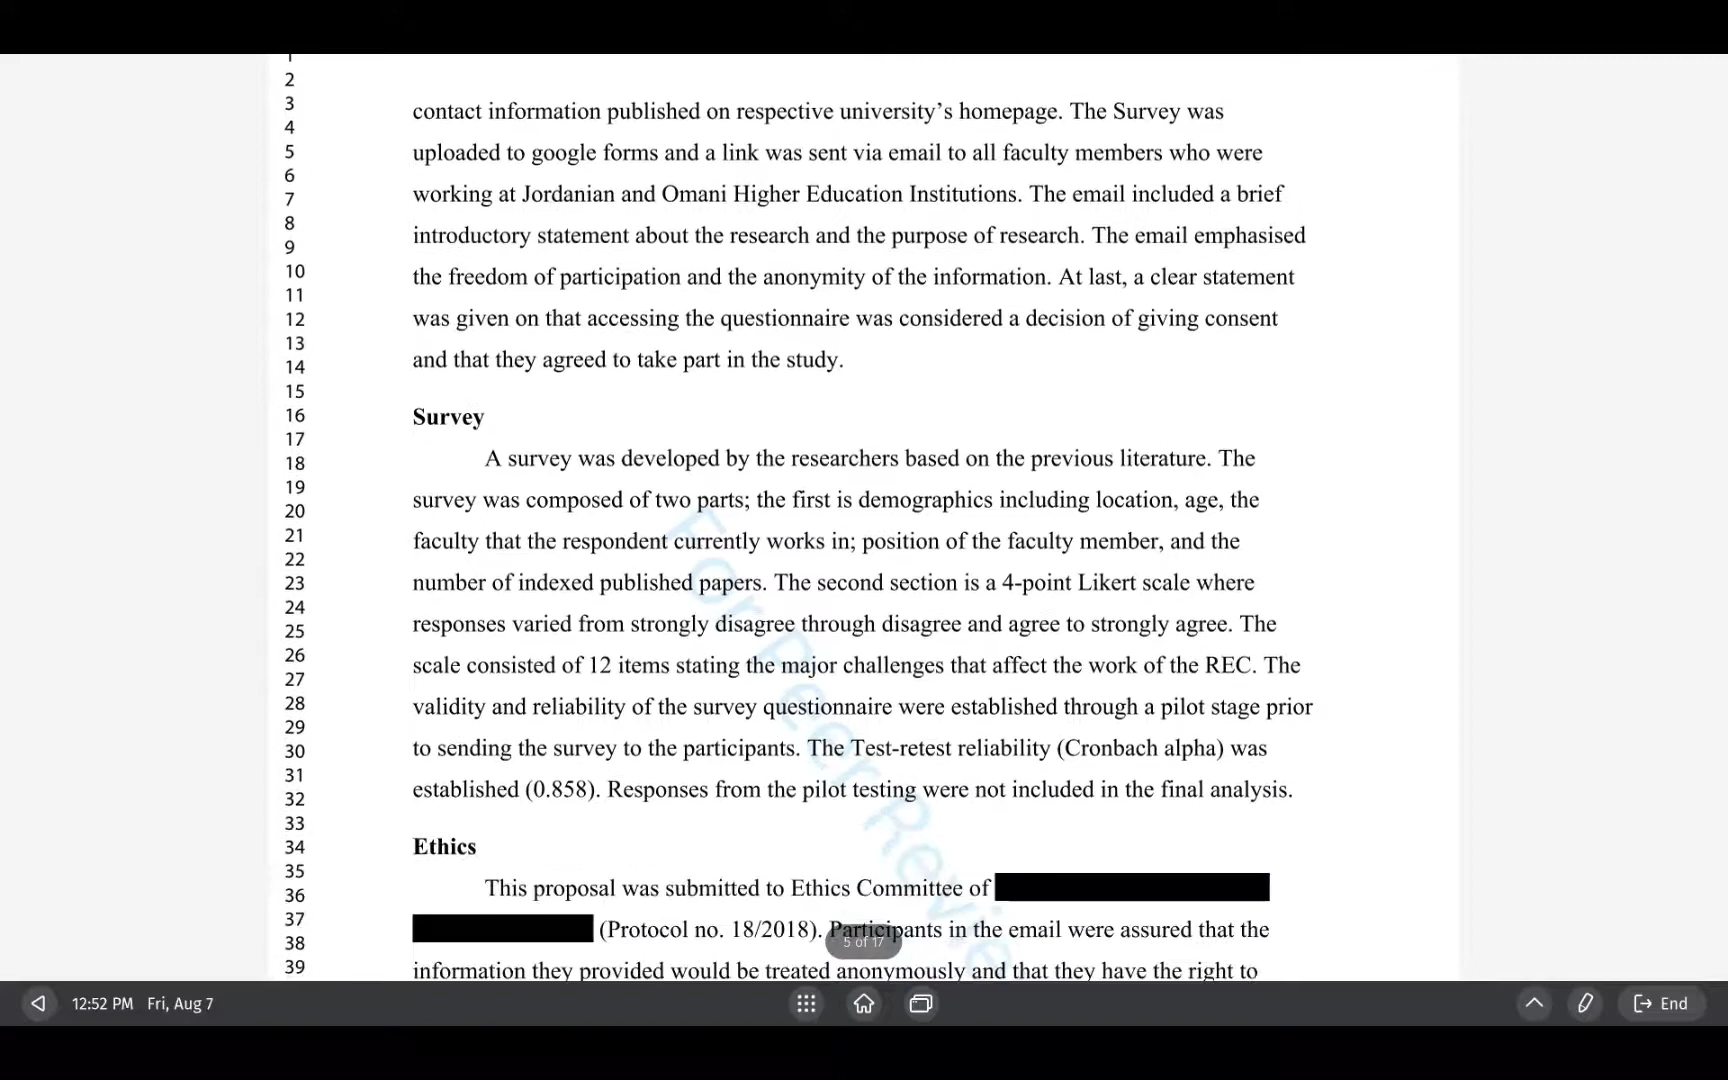 1
2
3
4
5
6
7
8
9
10
11
12
13
14
15
16
17
18
19
20
21
22
23
24
25
26
27
28
29
30
31
32
33
34
35
36
37
38
39
contact information published on respective university’s homepage. The Survey was
uploaded to google forms and a link was sent via email to all faculty members who were
working at Jordanian and Omani Higher Education Institutions. The email included a brief
introductory statement about the research and the purpose of research. The email emphasised
the freedom of participation and the anonymity of the information. At last, a clear statement
was given on that accessing the questionnaire was considered a decision of giving consent
and that they agreed to take part in the study.
Survey
A survey was developed by the researchers based on the previous literature. The
survey was composed of two parts; the first is demographics including location, age, the
faculty that the respondent currently works in; position of the faculty member, and the
number of indexed published papers. The second section is a 4-point Likert scale where
responses varied from strongly disagree through disagree and agree to strongly agree. The
scale consisted of 12 items stating the major challenges that affect the work of the REC. The
validity and reliability of the survey questionnaire were established through a pilot stage prior
to sending the survey to the participants. The Test-retest reliability (Cronbach alpha) was
established (0.858). Responses from the pilot testing were not included in the final analysis.
Ethics
This proposal was submitted to Ethics Committee of
(Protocol no. 18/2018). Participants in the email were assured that the
information they provided would be treated anonymously and that they have the right to
For Peer Revie
5 of 17
12:52 PM Fri, Aug 7
End